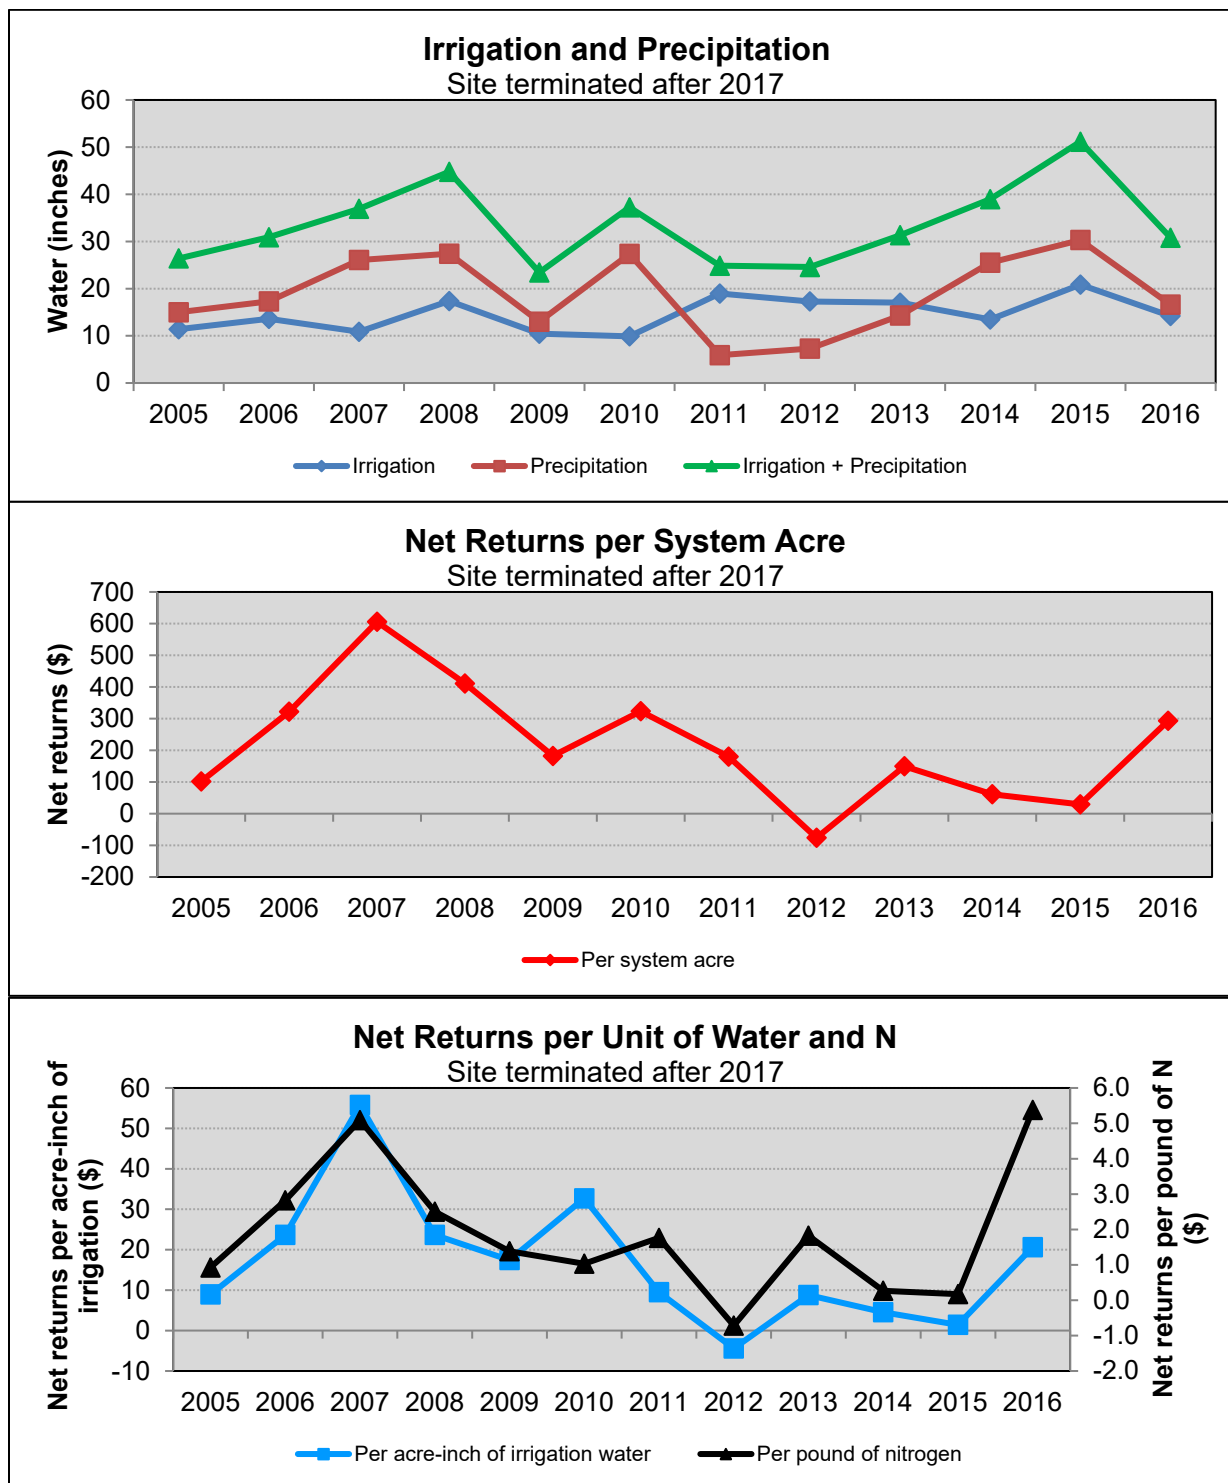 Irrigation and Precipitation
Site terminated after 2017
Water (inches)
60
50
40
30
20
10
0
2005 2006 2007 2008 2009 2010 2011 2012 2013 2014 2015 2016
Irrigation Precipitation Irrigation + Precipitation
Net Returns per System Acre
Site terminated after 2017
Net returns ($)
700
600
500
400
300
200
100
0
-100
-200
2005 2006 2007 2008 2009 2010 2011 2012 2013 2014 2015 2016
Per system acre
Net Returns per Unit of Water and N
Site terminated after 2017
Net returns per acre-inch of
irrigation ($)
60
50
40
30
20
10
0
-10
6.0
5.0
4.0
3.0
2.0
1.0
0.0
-1.0
-2.0
Net returns per pound of N
($)
2005 2006 2007 2008 2009 2010 2011 2012 2013 2014 2015 2016
Per acre-inch of irrigation water Per pound of nitrogen